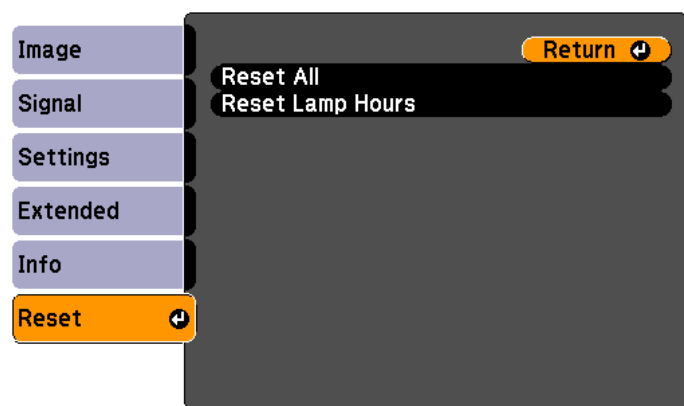 Image
Signal
Settings
Extended
Info
Reset
Return
Reset All
Reset Lamp Hours